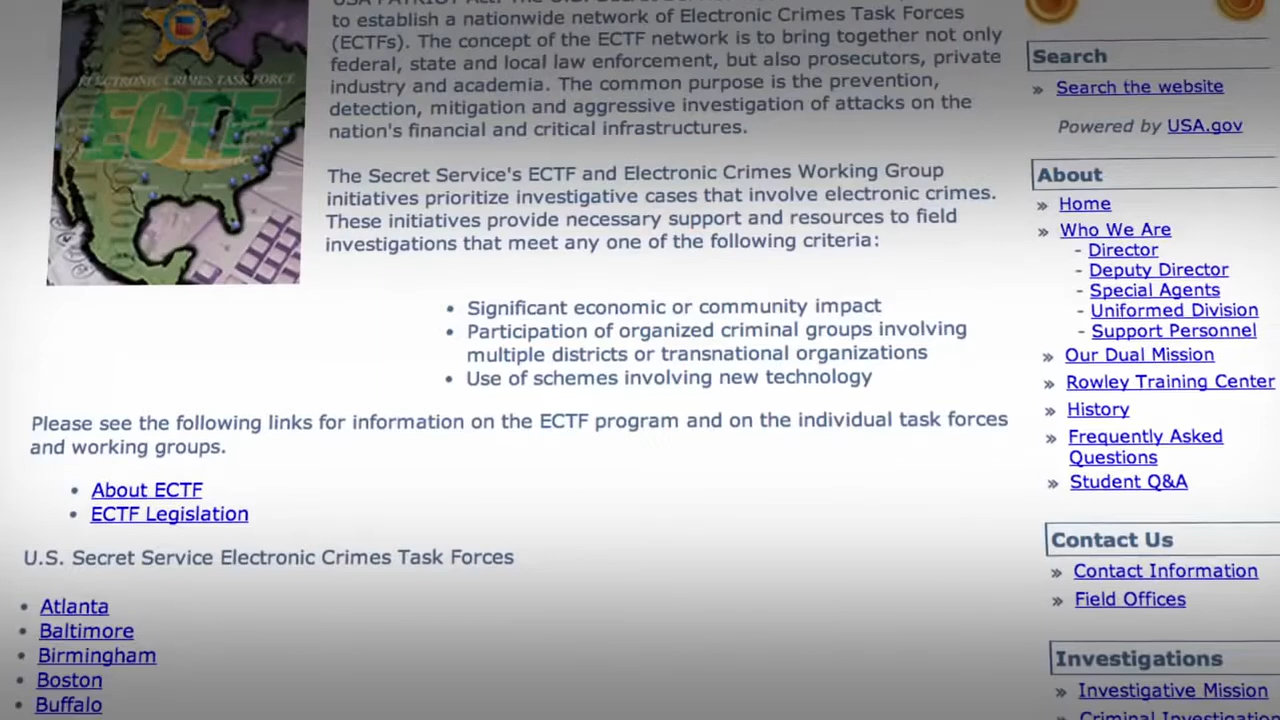 to establish a nationwide network of Electronic Crimes Task Forces
(ECTFs). The concept of the ECTF network is to bring together not only
federal, state and local law enforcement, but also prosecutors, private
industry and academia. The common purpose is the prevention,
detection, mitigation and aggressive investigation of attacks on the
nation's financial and critical infrastructures.
ELECTRONIC CRIMES TASK FORCE
ECTF
The Secret Service's ECTF and Electronic Crimes Working Group
initiatives prioritize investigative cases that involve electronic crimes.
These initiatives provide necessary support and resources to field
investigations that meet any one of the following criteria:
• Significant economic or community impact
• Participation of organized criminal groups involving
multiple districts or transnational organizations
• Use of schemes involving new technology
Please see the following links for information on the ECTF program and on the individual task forces
and working groups.
• About ECTF
• ECTF Legislation
U.S. Secret Service Electronic Crimes Task Forces
• Atlanta
• Baltimore
• Birmingham
• Boston
• Buffalo
Search
» Search the website
Powered by USA.gov
About
» Home
» Who We Are
- Director
- Deputy Director
- Special Agents
- Uniformed Division
- Support Personnel
» Our Dual Mission
» Rowley Training Center
» History
» Frequently Asked
Questions
» Student Q&A
Contact Us
» Contact Information
» Field Offices
Investigations
» Investigative Mission